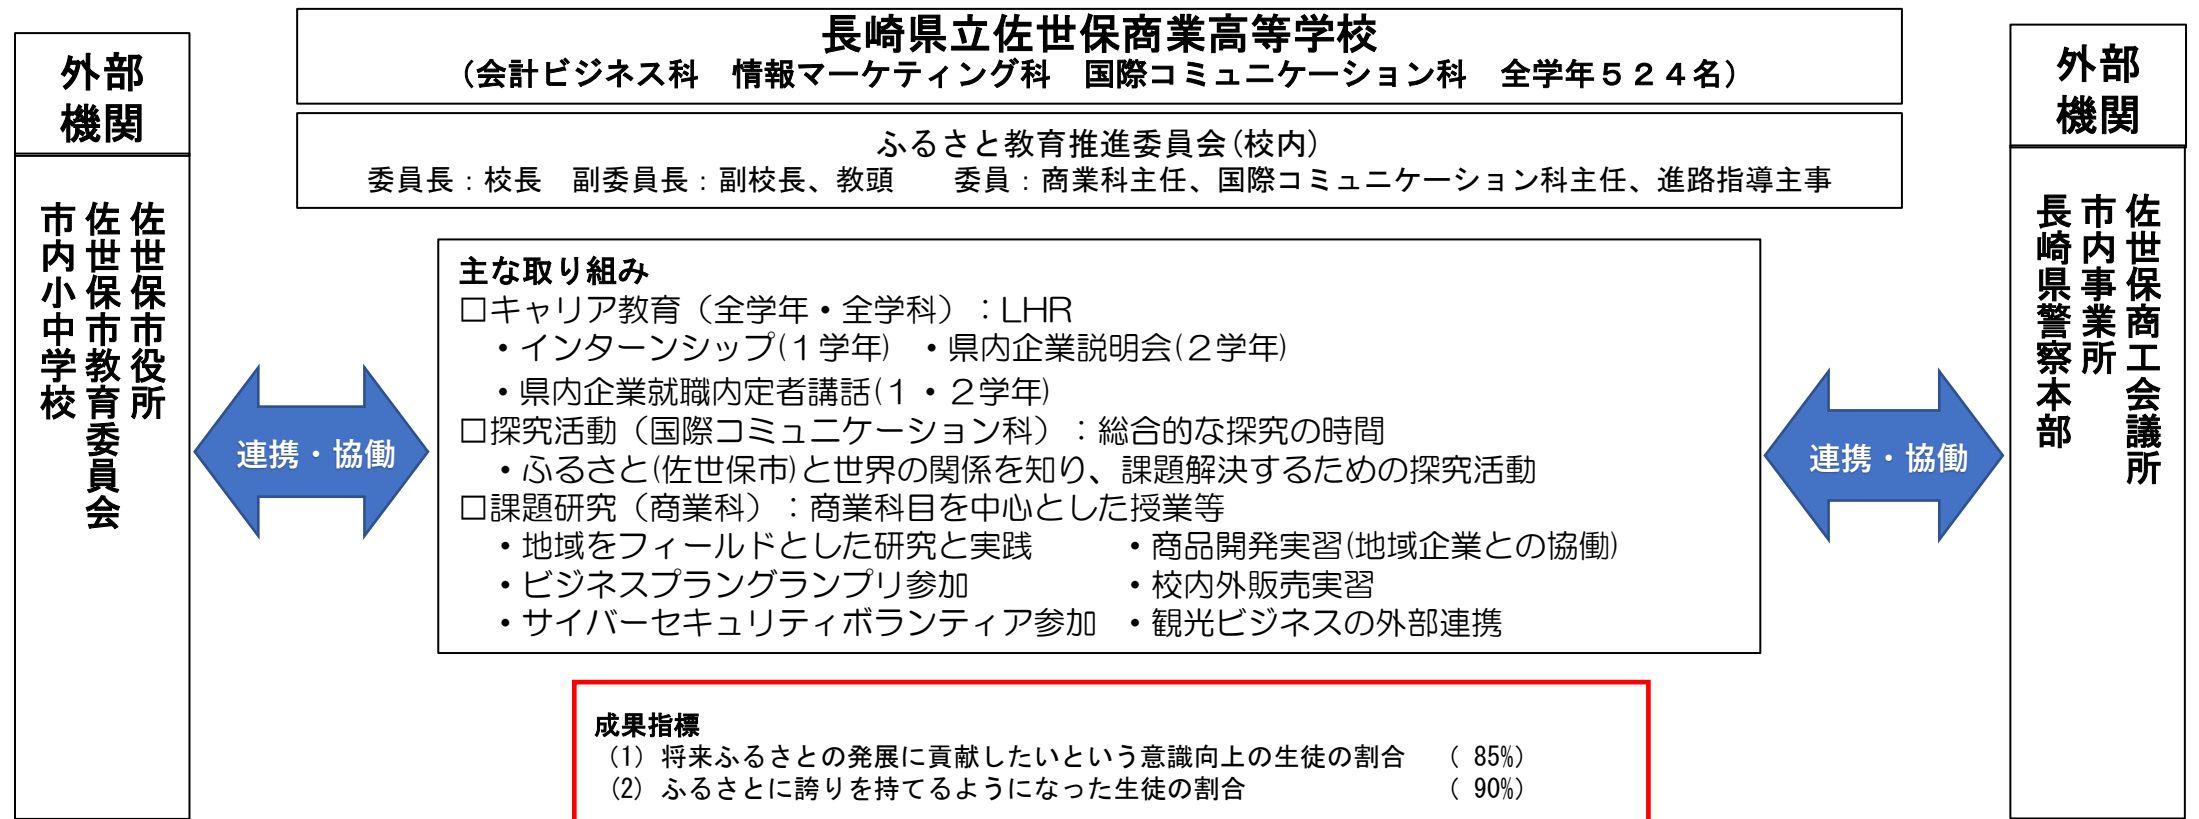 長崎県立佐世保商業高等学校
（会計ビジネス科　情報マーケティング科　国際コミュニケーション科　全学年５２４名）
ふるさと教育推進委員会(校内)
委員長：校長　副委員長：副校長、教頭　　委員：商業科主任、国際コミュニケーション科主任、進路指導主事
外部
機関
佐世保市役所
佐世保市教育委員会
市内小中学校
連携・協働
主な取り組み
□キャリア教育（全学年・全学科）：LHR
・インターンシップ(１学年)　・県内企業説明会(２学年)
・県内企業就職内定者講話(１・２学年)
□探究活動（国際コミュニケーション科）：総合的な探究の時間
・ふるさと(佐世保市)と世界の関係を知り、課題解決するための探究活動
□課題研究（商業科）：商業科目を中心とした授業等
・地域をフィールドとした研究と実践　　　・商品開発実習(地域企業との協働)
・ビジネスプラングランプリ参加　　　　　・校内外販売実習
・サイバーセキュリティボランティア参加　・観光ビジネスの外部連携
連携・協働
外部
機関
佐世保商工会議所
市内事業所
長崎県警察本部
成果指標
(1) 将来ふるさとの発展に貢献したいという意識向上の生徒の割合　( 85%)
(2) ふるさとに誇りを持てるようになった生徒の割合　( 90%)